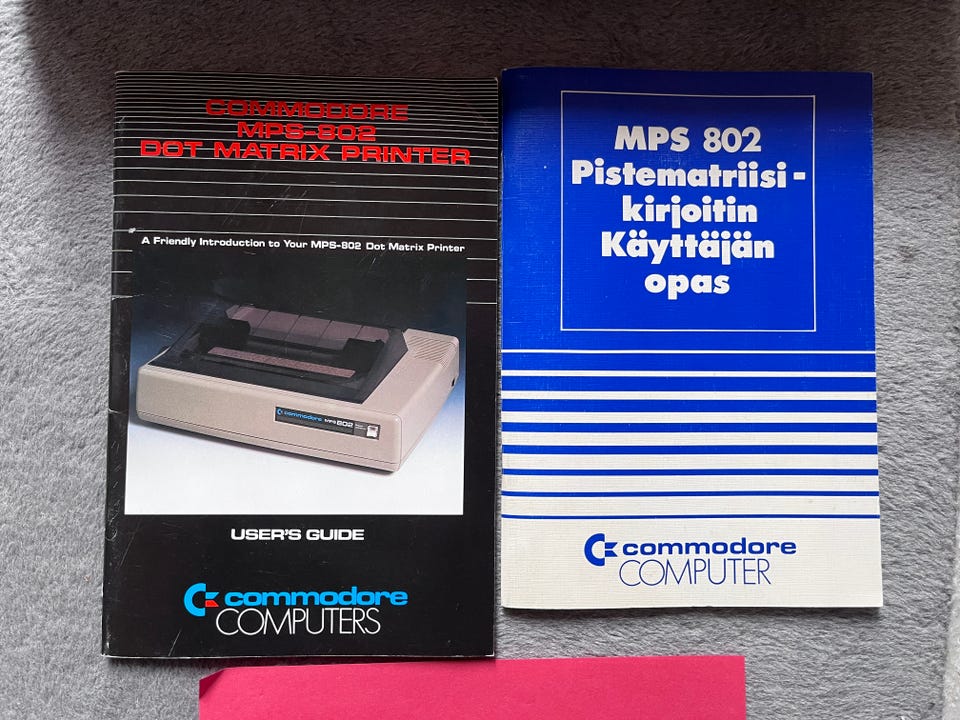 COMMODORE
MPS-802
DOT MATRIX PRINTER
A Friendly Introduction to Your MPS-802 Dot Matrix Printer
commodore MPS 802
USER'S GUIDE
commodore
COMPUTERS
MPS 802
Pistematriisi-
kirjoitin
Käyttäjän
opas
commodore
COMPUTER